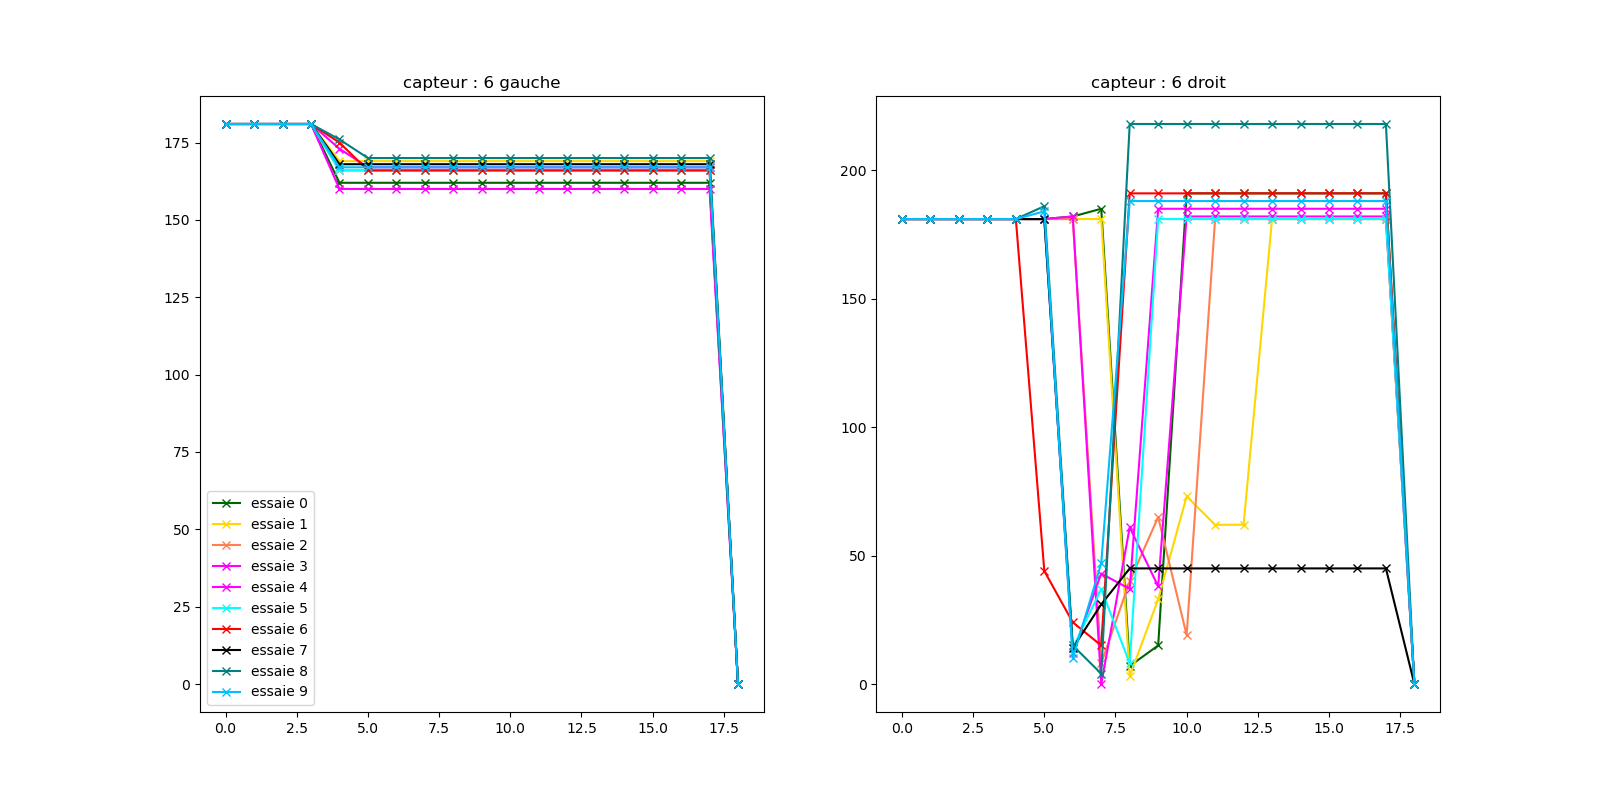 capteur : 6 gauche
175
150
125
100
75
50
25
0
essaie 0
essaie 1
essaie 2
essaie 3
essaie 4
essaie 5
essaie 6
essaie 7
essaie 8
essaie 9
0.0 2.5 5.0 7.5 10.0 12.5 15.0 17.5
capteur : 6 droit
200
150
100
50
0
0.0 2.5 5.0 7.5 10.0 12.5 15.0 17.5